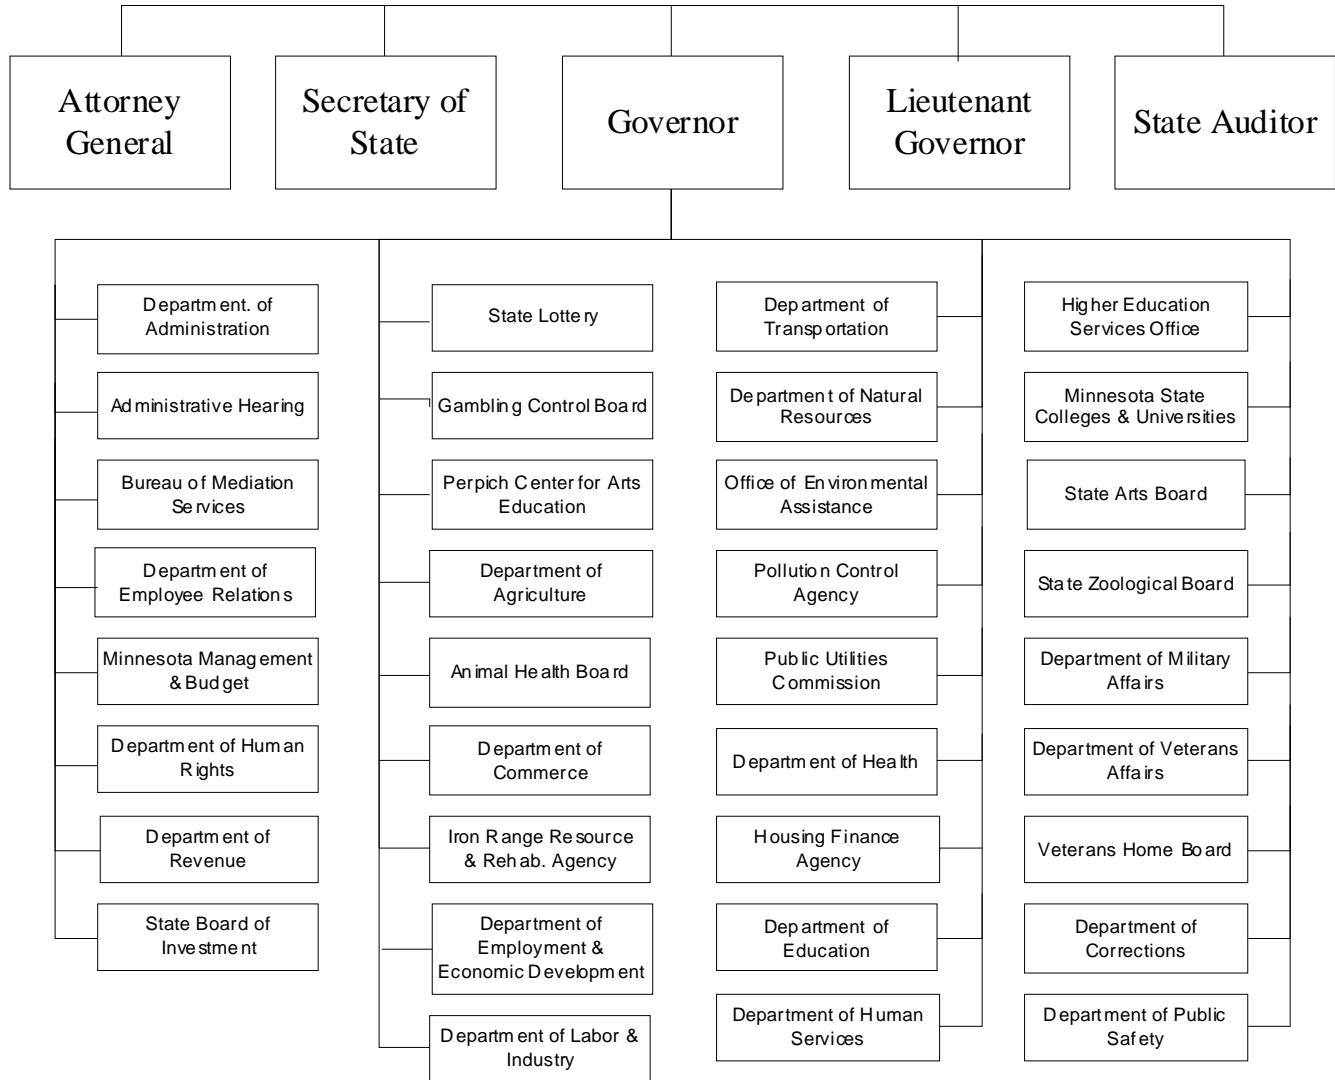 Attorney
General
Secretary of
State
Governor
Lieutenant
Governor
State Auditor
Department. of
Administration
Administrative Hearing
Bureau of Mediation
Services
Department of
Employee Relations
Minnesota Management
& Budget
Department of Human
Rights
Department of
Revenue
State Board of
Investment
State Lottery
Gambling Control Board
Perpich Center for Arts
Education
Department of
Agriculture
Animal Health Board
Department of
Commerce
Iron Range Resource
& Rehab. Agency
Department of
Employment &
Economic Development
Department of Labor &
Industry
Department of
Transportation
Department of Natural
Resources
Office of Environmental
Assistance
Pollution Control
Agency
Public Utilities
Commission
Department of Health
Housing Finance
Agency
Department of
Education
Department of Human
Services
Higher Education
Services Office
Minnesota State
Colleges & Universities
State Arts Board
State Zoological Board
Department of Military
Affairs
Department of Veterans
Affairs
Veterans Home Board
Department of
Corrections
Department of Public
Safety